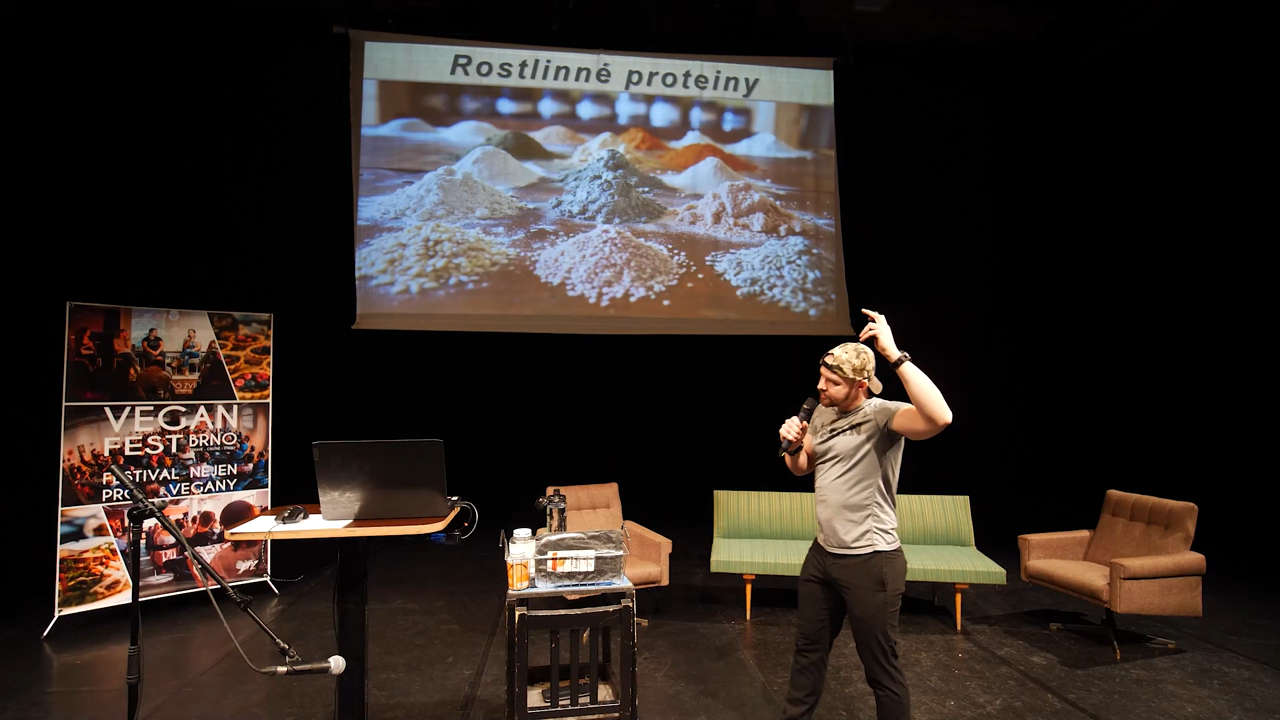 Rostlinné proteiny
VEGAN
FEST BRNO
FESTIVAL NEJEN
PRO VEGANY